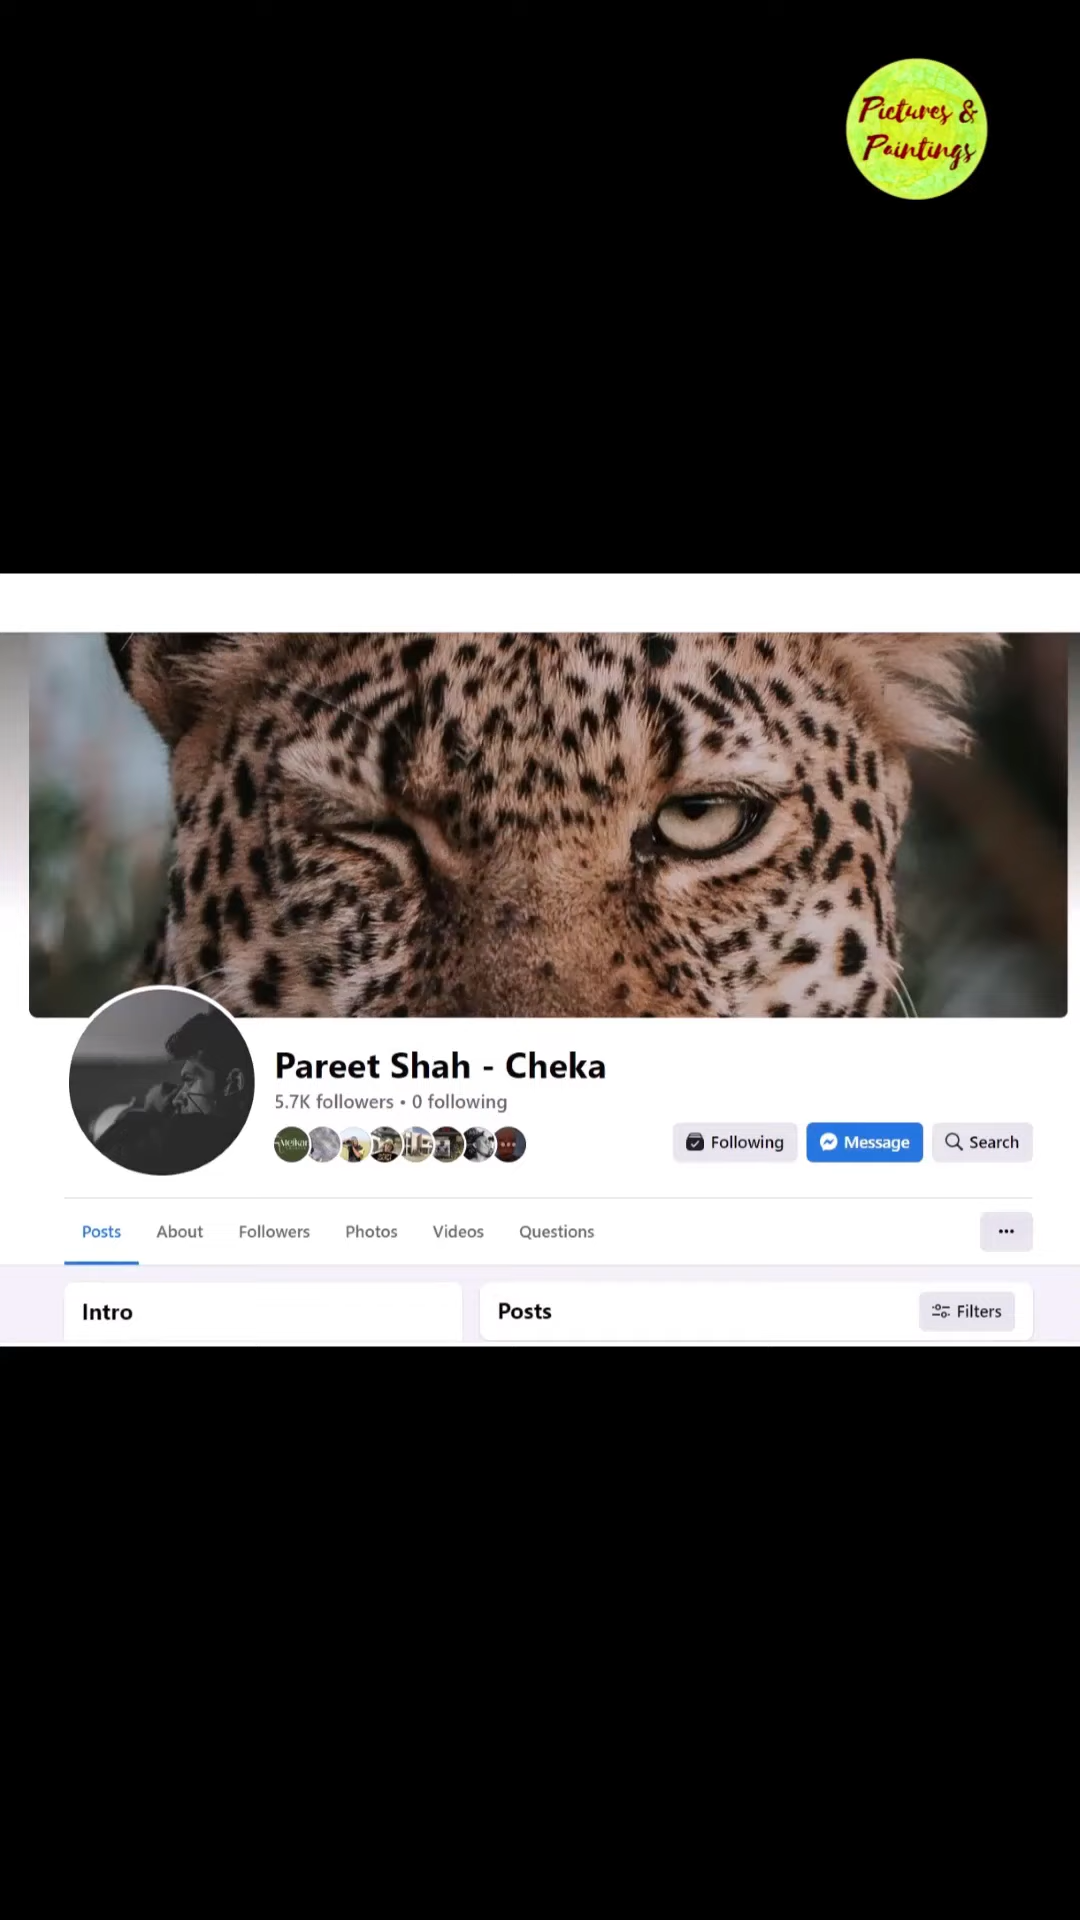 Pictures &
Paintings
Pareet Shah - Cheka
5.7K followers • 0 following
Following
Message
Search
Posts
About
Followers
Photos
Videos
Questions
Intro
Posts
Filters